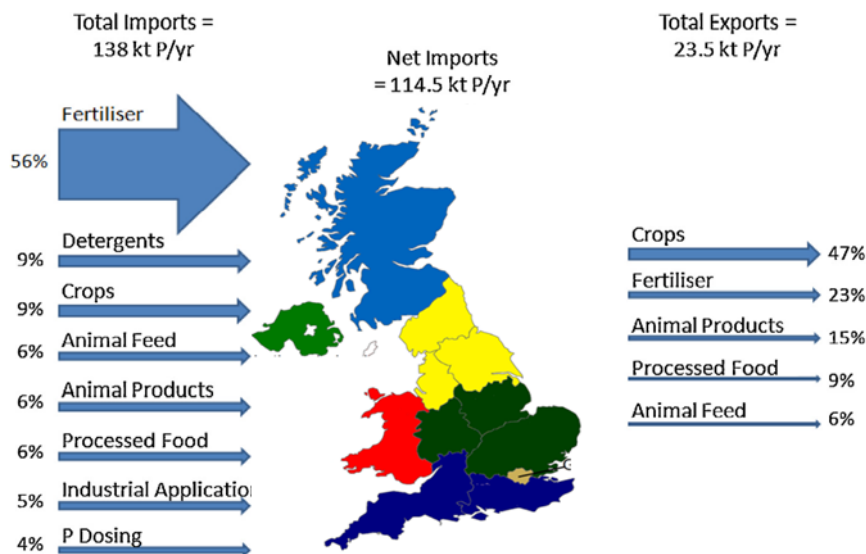 Total Imports =
138 kt P/yr
Net Imports
= 114.5 kt P/yr
Total Exports =
23.5 kt P/yr
Fertiliser
56%
Detergents
9%
Crops
9%
Animal Feed
6%
Animal Products
6%
Processed Food
6%
Industrial Applicatio
5%
P Dosing
4%
Crops
47%
Fertiliser
23%
Animal Products
15%
Processed Food
9%
Animal Feed
6%